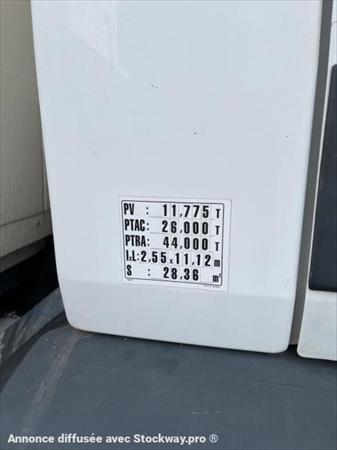 PV : 11,775 T
PTAC: 26,000 T
PTRA: 44,000 T
l.L: 2,55 x 11,12 m
S : 28,36 m²
Annonce diffusée avec Stockway.pro ®